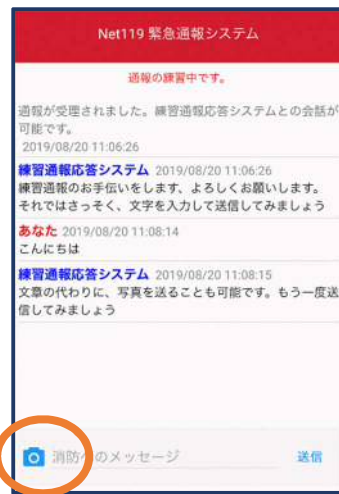 Net119 緊急通報システム
通報の練習中です。
通報が受理されました。練習通報応答システムとの会話が
可能です。
2019/08/20 11:06:26
練習通報応答システム 2019/08/20 11:06:26
練習通報のお手伝いをします、よろしくお願いします。
それではさっそく、文字を入力して送信してみましょう
あなた 2019/08/20 11:08:14
こんにちは
練習通報応答システム 2019/08/20 11:08:15
文章の代わりに、写真を送ることも可能です。もう一度送
信してみましょう
消防へのメッセージ 送信